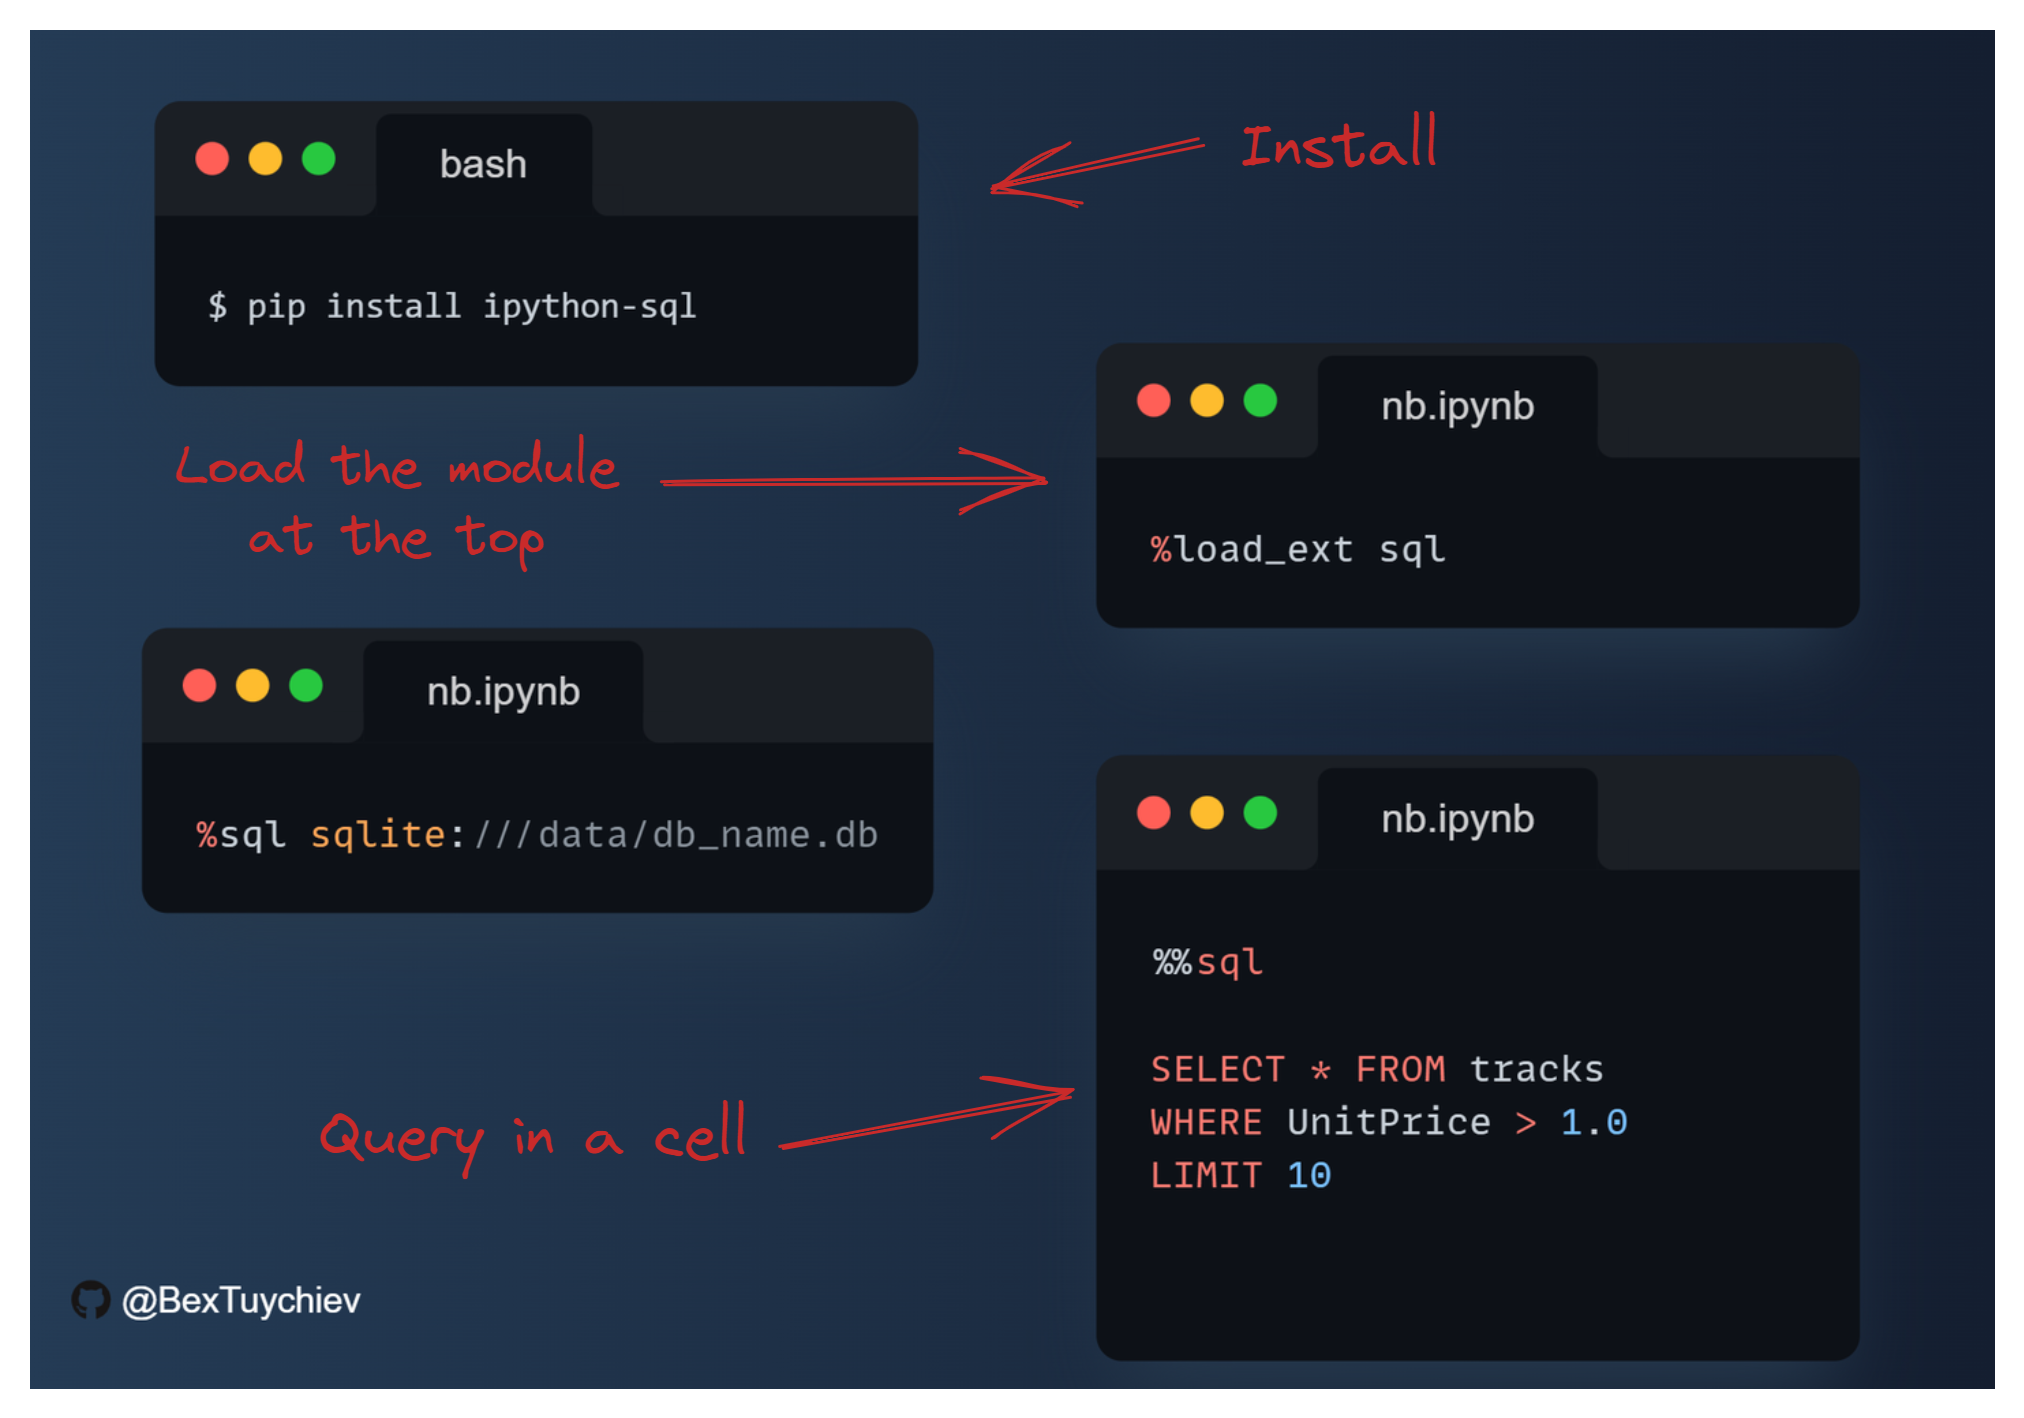 bash
Install
$ pip install ipython-sql
nb.ipynb
Load the module
at the top
%load_ext sql
nb.ipynb
%sql sqlite:///data/db_name.db
nb.ipynb
%%sql
SELECT * FROM tracks
WHERE UnitPrice > 1.0
LIMIT 10
Query in a cell
@BexTuychiev